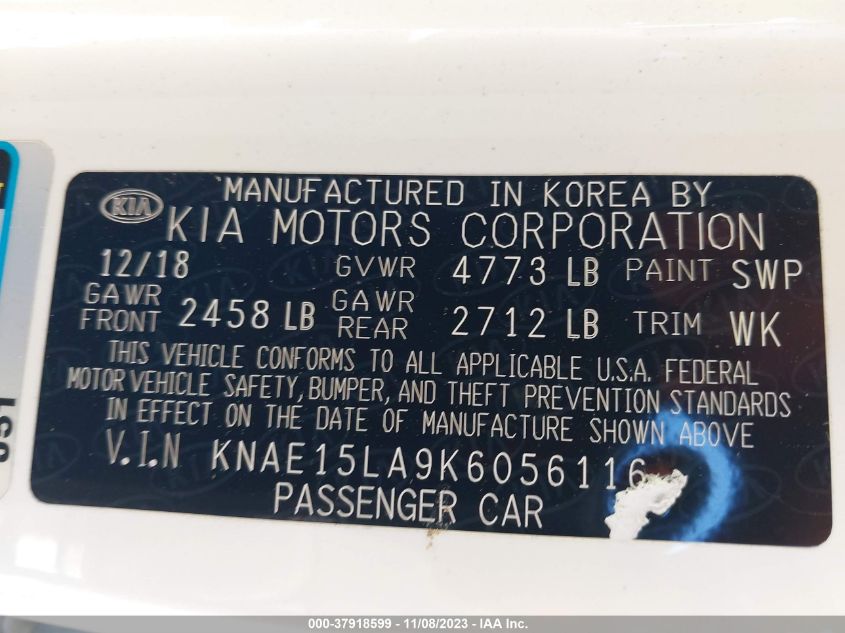 MANUFACTURED IN KOREA BY
KIA KIA MOTORS CORPORATION
12/18 GVWR 4773 LB PAINT SWP
GAWR FRONT 2458 LB GAWR REAR 2712 LB TRIM WK
THIS VEHICLE CONFORMS TO ALL APPLICABLE U.S.A. FEDERAL
MOTOR VEHICLE SAFETY, BUMPER, AND THEFT PREVENTION STANDARDS
IN EFFECT ON THE DATE OF MANUFACTURE SHOWN ABOVE
V.I.N KNAE15LA9K6056116
PASSENGER CAR
000-37918599 - 11/08/2023 - IAA Inc.